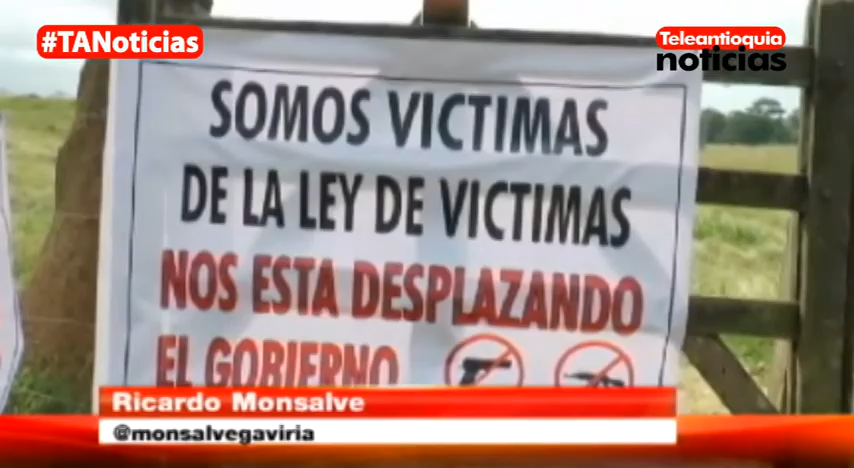 #TANoticias
Teleantioquia
noticias
SOMOS VICTIMAS
DE LA LEY DE VICTIMAS
NOS ESTA DESPLAZANDO
EL GOBIERNO
Ricardo Monsalve
@monsalvegaviria